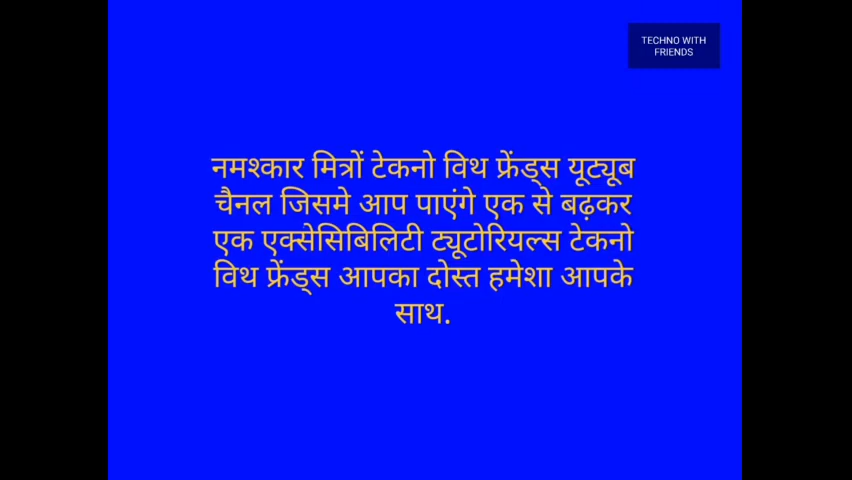 TECHNO WITH
FRIENDS
नमश्कार मित्रों टेकनो विथ फ्रेंड्स यूट्यूब
चैनल जिसमे आप पाएंगे एक से बढ़कर
एक एक्सेसिबिलिटी ट्यूटोरियल्स टेकनो
विथ फ्रेंड्स आपका दोस्त हमेशा आपके
साथ.